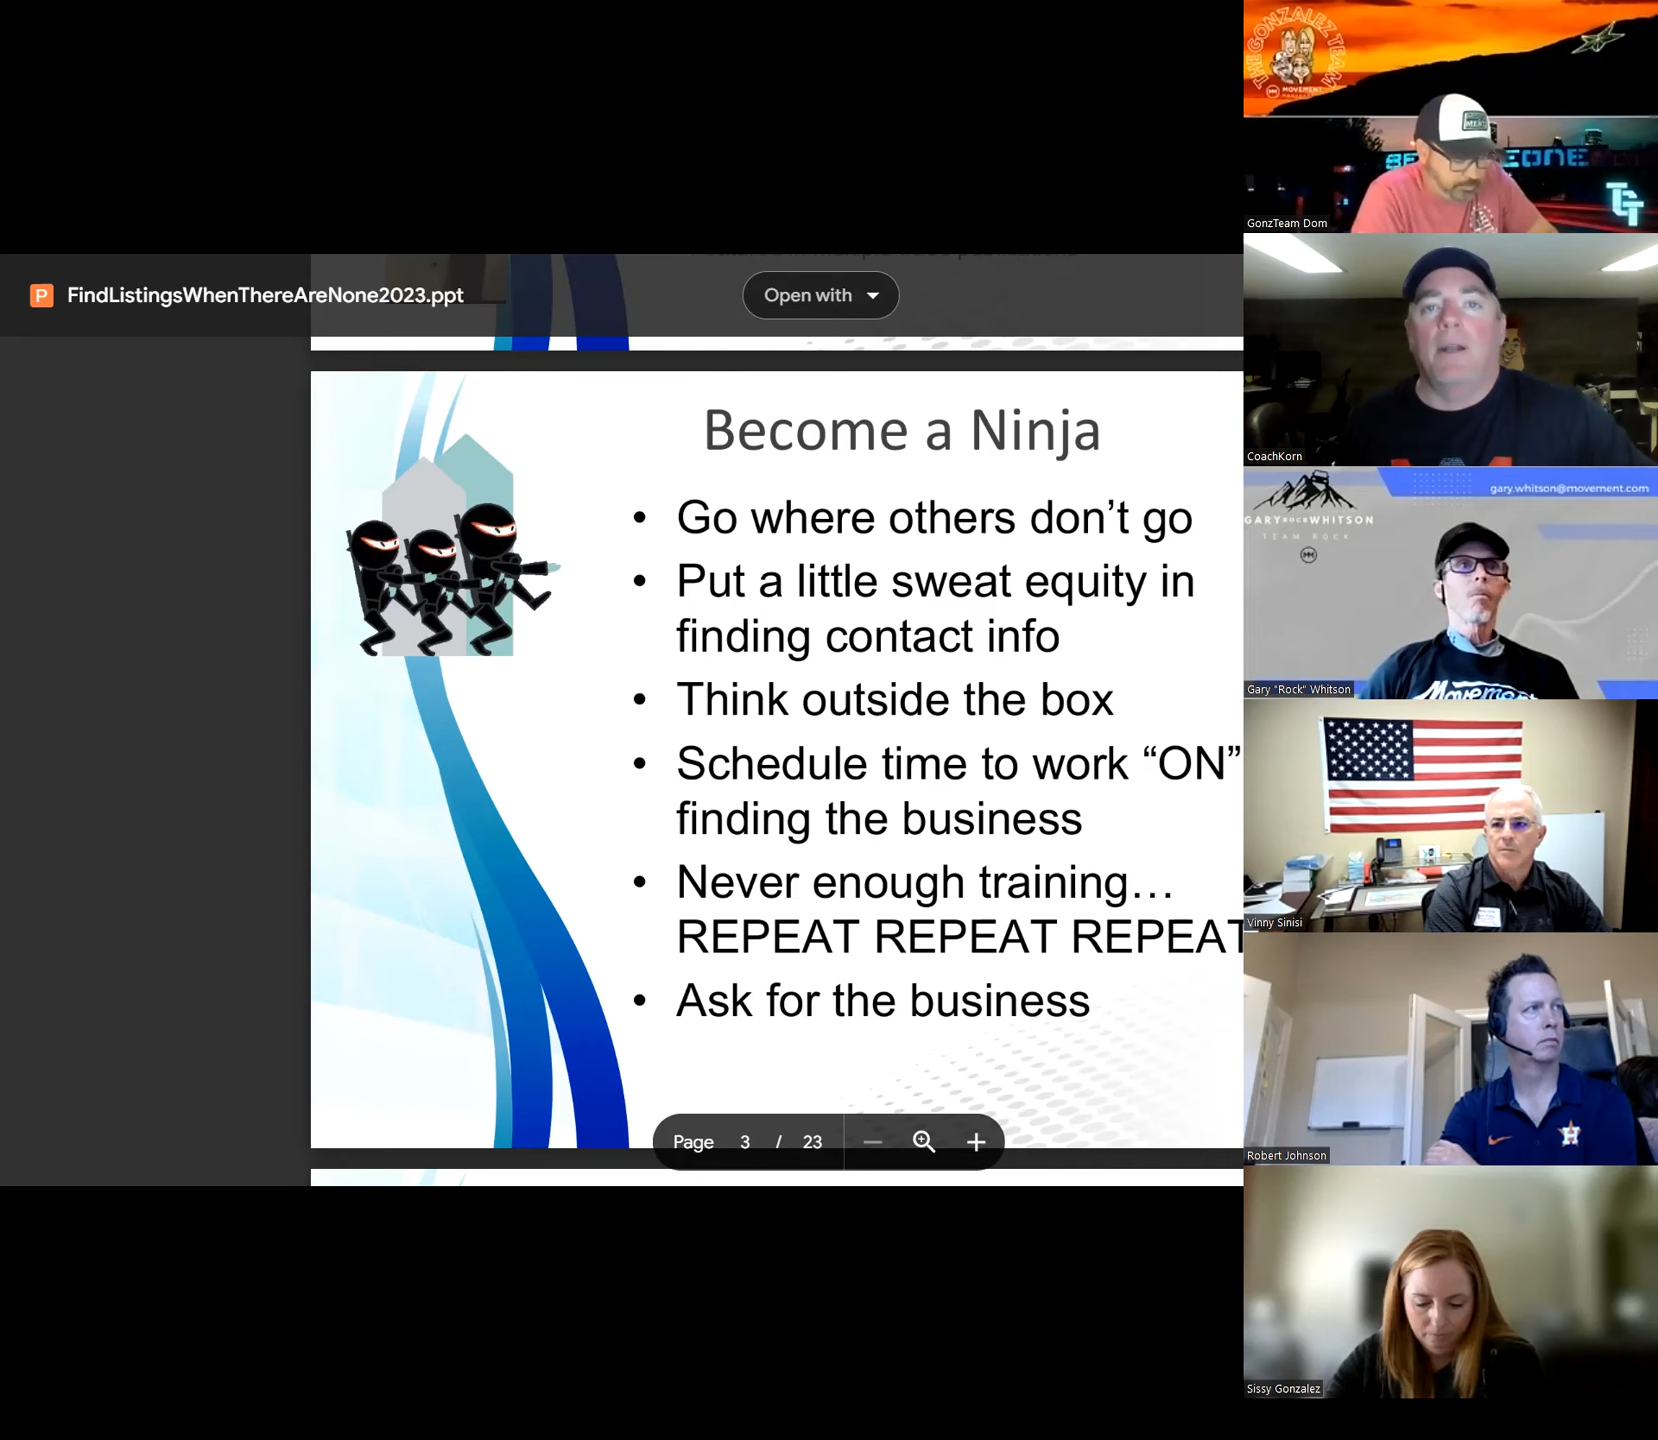 P FindListingsWhenThereAreNone2023.ppt
Open with
Become a Ninja
• Go where others don’t go
• Put a little sweat equity in
finding contact info
• Think outside the box
• Schedule time to work “ON”
finding the business
• Never enough training…
REPEAT REPEAT REPEAT
• Ask for the business
Page 3 / 23
THE GONZALEZ TEAM
MOVEMENT
TGT
GonzTeam Dom
CoachKorn
gary.whitson@movement.com
GARY ROCK WHITSON
TEAM ROCK
Movement
Gary "Rock" Whitson
Vinny Sinisi
H
Robert Johnson
Sissy Gonzalez